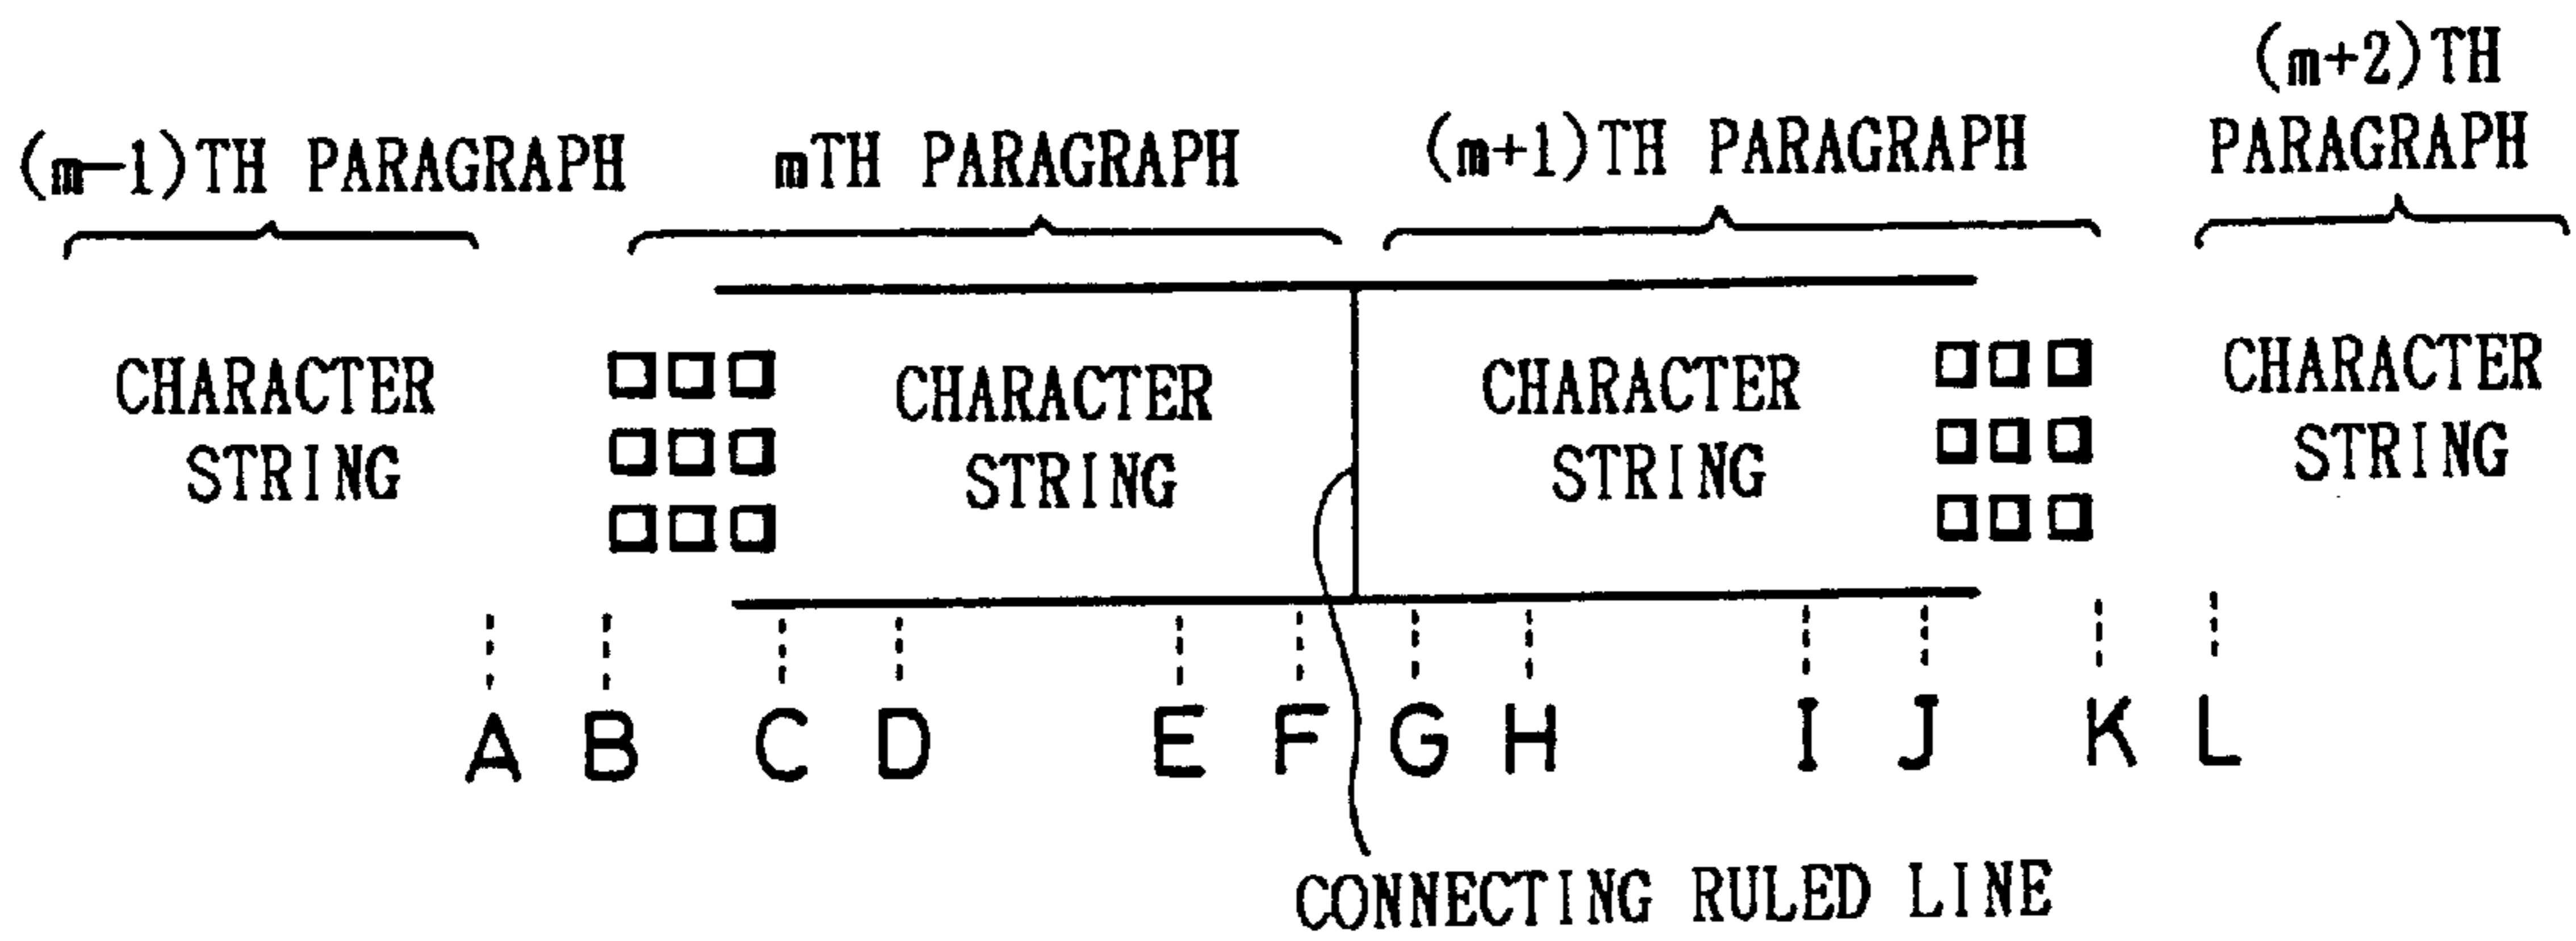 (m-1)TH PARAGRAPH
mTH PARAGRAPH
(m+1)TH PARAGRAPH
(m+2)TH
PARAGRAPH
CHARACTER
STRING
CHARACTER
STRING
CHARACTER
STRING
CHARACTER
STRING
A B C D E F G H I J K L
CONNECTING RULED LINE